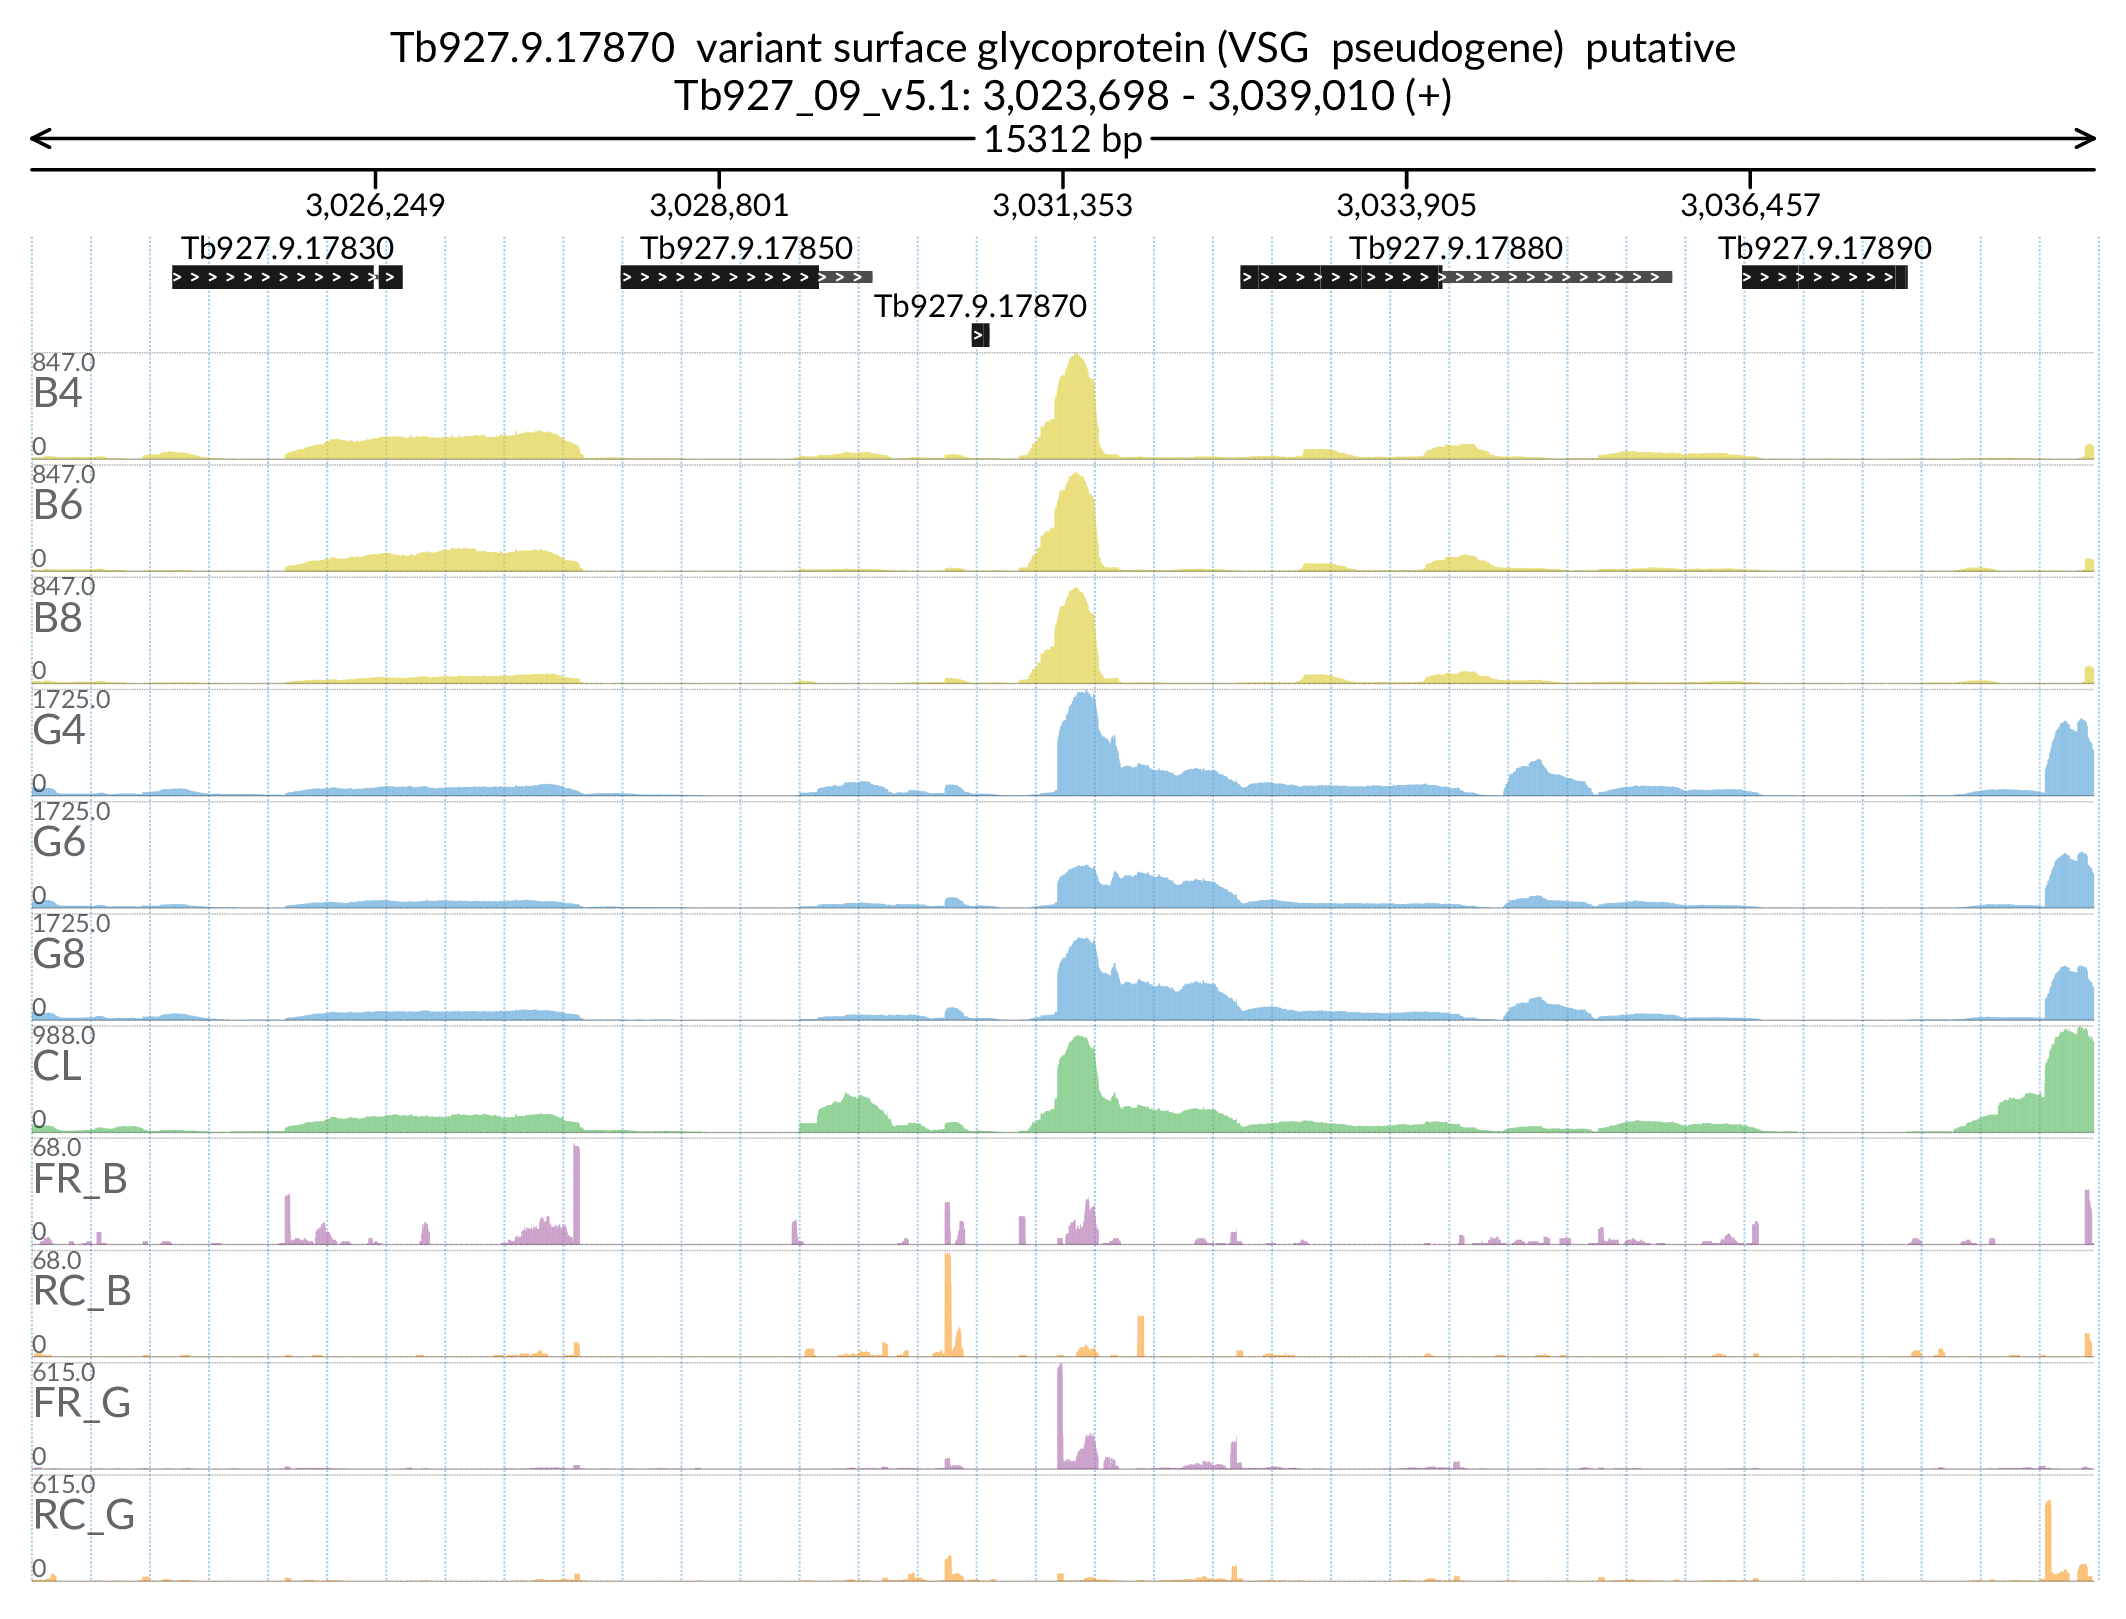 Tb927.9.17870  variant surface glycoprotein (VSG  pseudogene)  putative
Tb927_09_v5.1: 3,023,698 - 3,039,010 (+)
15312 bp
3,026,249 3,028,801 3,031,353 3,033,905 3,036,457
Tb927.9.17830 Tb927.9.17850 Tb927.9.17880 Tb927.9.17890
Tb927.9.17870
847.0
B4
0
847.0
B6
0
847.0
B8
0
1725.0
G4
0
1725.0
G6
0
1725.0
G8
0
988.0
CL
0
68.0
FR_B
0
68.0
RC_B
0
615.0
FR_G
0
615.0
RC_G
0